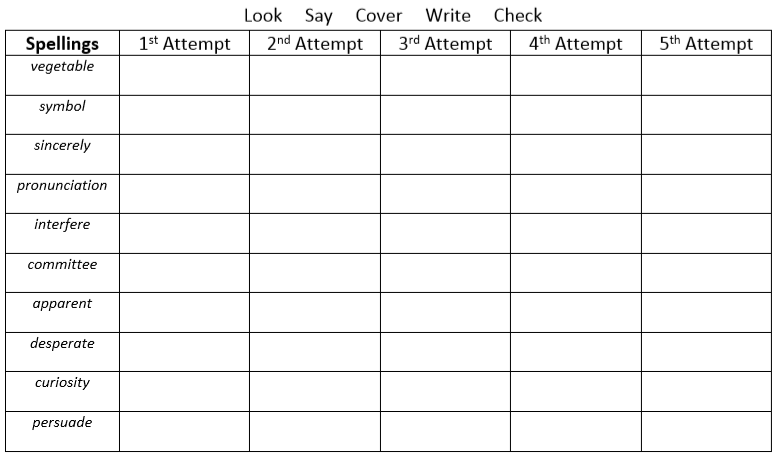 Look Say Cover Write Check
Spellings 1st Attempt 2nd Attempt 3rd Attempt 4th Attempt 5th Attempt
vegetable
symbol
sincerely
pronunciation
interfere
committee
apparent
desperate
curiosity
persuade